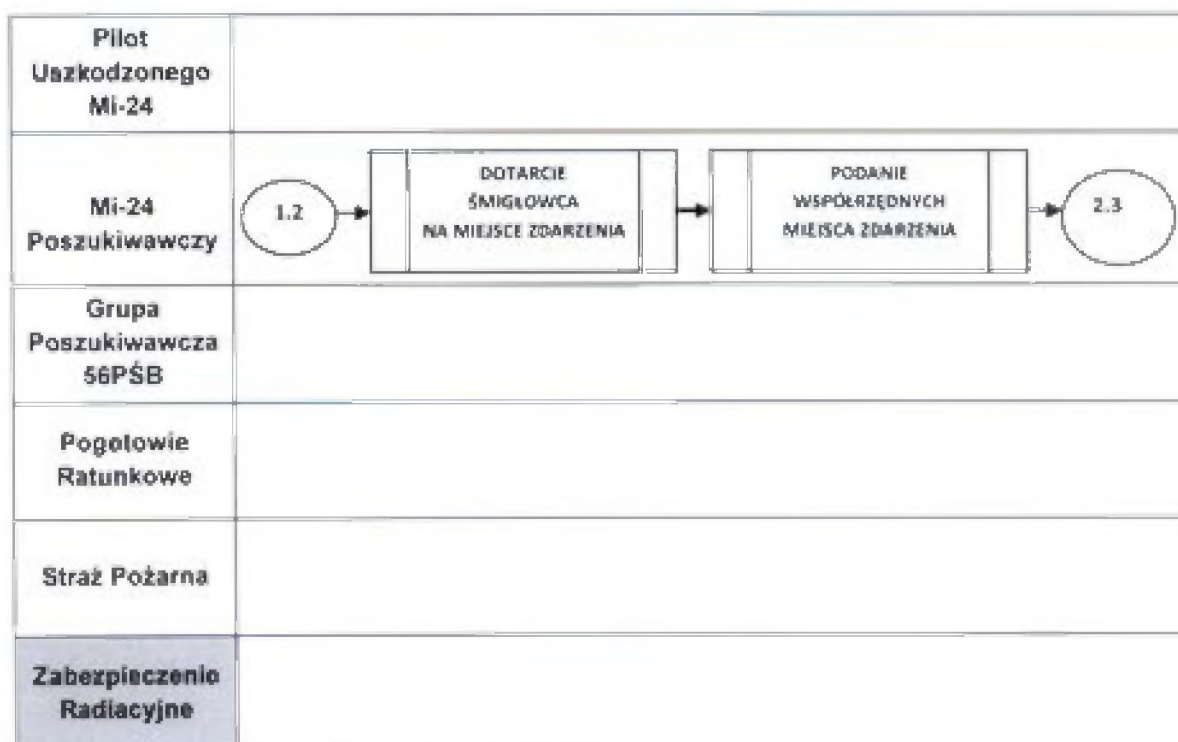 Pilot
Uszkodzonego
Mi-24
Mi-24
Poszukiwawczy
1.2
DOTARCIE
ŚMIGŁOWCA
NA MIEJSCE ZDARZENIA
PODANIE
WSPÓŁRZĘDNYCH
MIEJSCA ZDARZENIA
2.3
Grupa
Poszukiwawcza
56PŚB
Pogotowie
Ratunkowe
Straż Pożarna
Zabezpieczenie
Radiacyjne